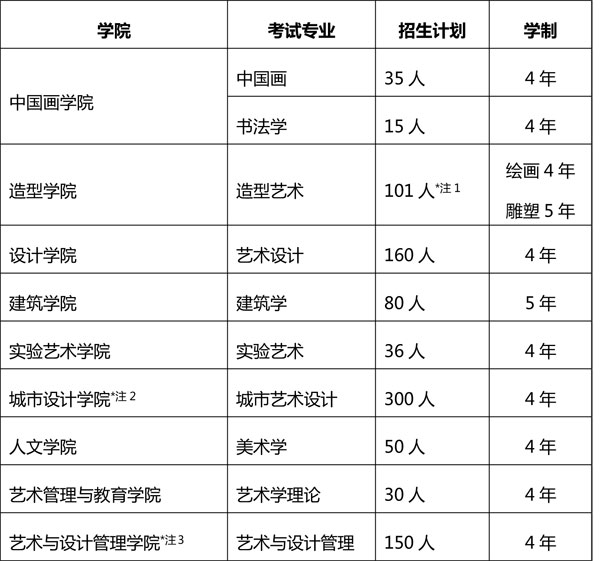 学院 考试专业 招生计划 学制
中国画学院 中国画 35 人 4 年
书法学 15 人 4 年
造型学院 造型艺术 101 人*注 1 绘画 4 年
雕塑 5 年
设计学院 艺术设计 160 人 4 年
建筑学院 建筑学 80 人 5 年
实验艺术学院 实验艺术 36 人 4 年
城市设计学院*注 2 城市艺术设计 300 人 4 年
人文学院 美术学 50 人 4 年
艺术管理与教育学院 艺术学理论 30 人 4 年
艺术与设计管理学院*注3 艺术与设计管理 150 人 4 年